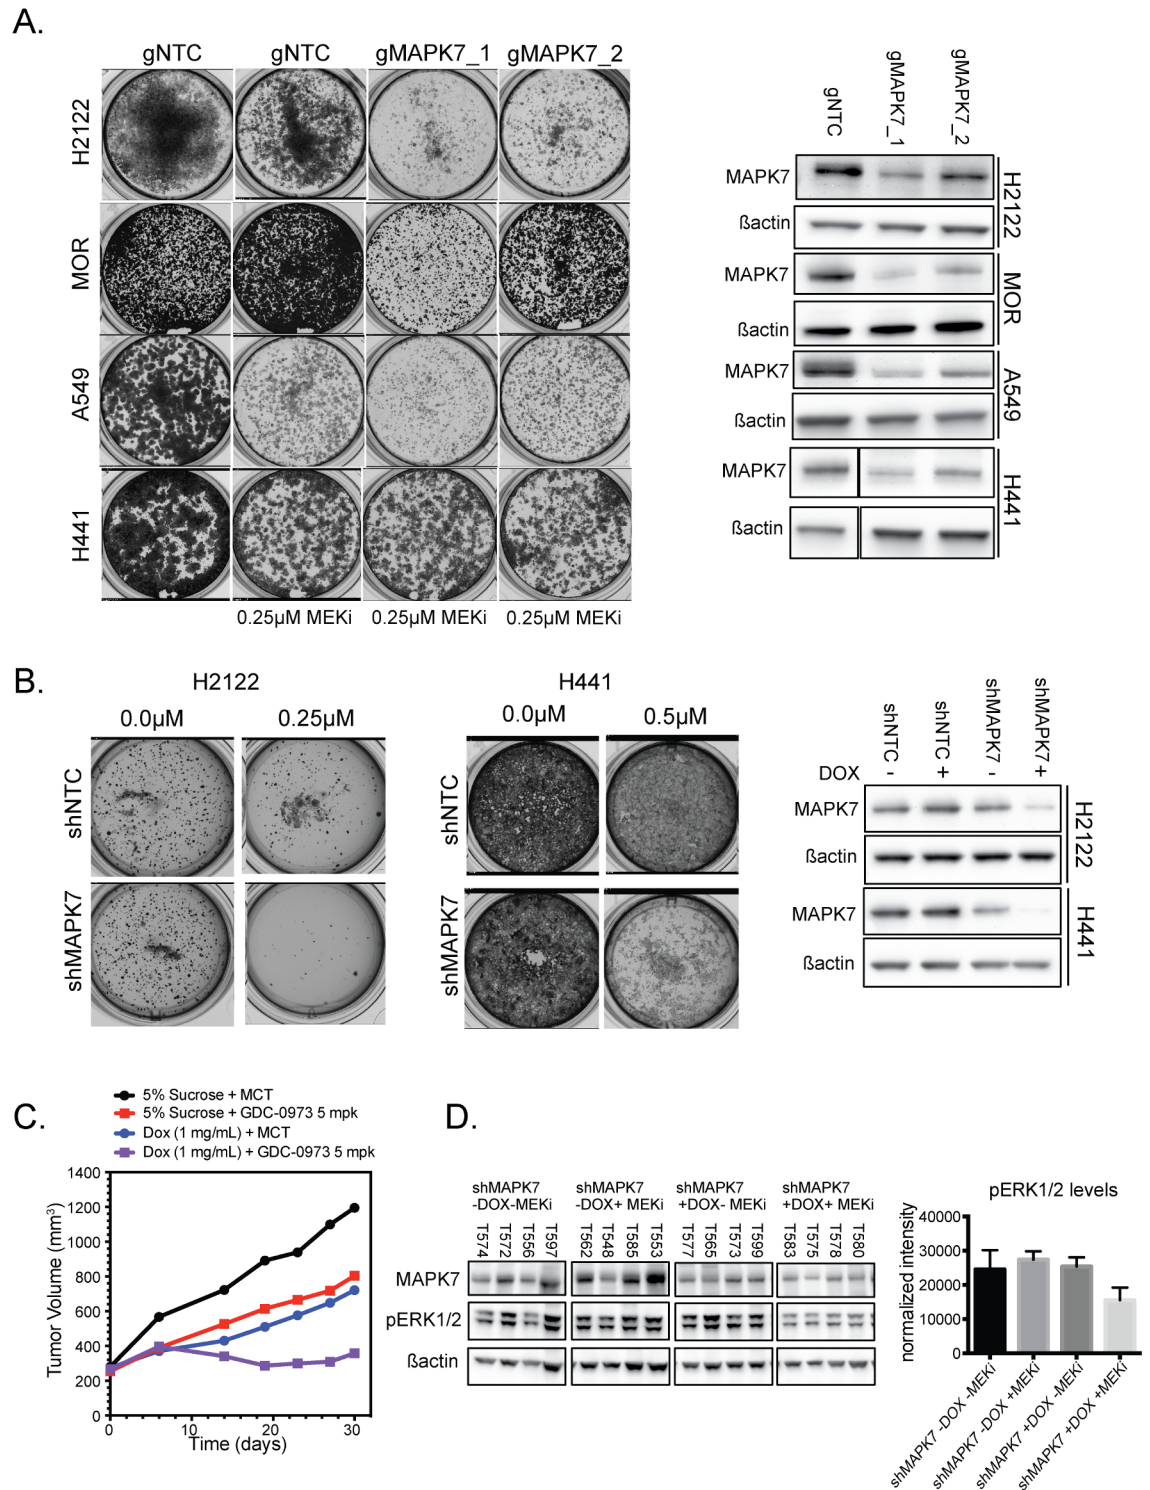 A.
gNTC gNTC gMAPK7_1 gMAPK7_2
H2122
MOR
A549
H441
0.25µM MEKi 0.25µM MEKi 0.25µM MEKi
gNTC
gMAPK7_1
gMAPK7_2
MAPK7
ßactin
H2122
MAPK7
ßactin
MOR
MAPK7
ßactin
A549
MAPK7
ßactin
H441
B.
H2122
0.0µM 0.25µM
shNTC
shMAPK7
H441
0.0µM 0.5µM
shNTC
shMAPK7
shNTC -
shNTC +
shMAPK7 -
shMAPK7 +
DOX
MAPK7
ßactin
H2122
MAPK7
ßactin
H441
C.
5% Sucrose + MCT
5% Sucrose + GDC-0973 5 mpk
Dox (1 mg/mL) + MCT
Dox (1 mg/mL) + GDC-0973 5 mpk
Tumor Volume (mm³)
1400
1200
1000
800
600
400
200
0
0 10 20 30
Time (days)
D.
shMAPK7
-DOX-MEKi
shMAPK7
-DOX+ MEKi
shMAPK7
+DOX- MEKi
shMAPK7
+DOX+ MEKi
T574
T572
T556
T597
T562
T548
T585
T553
T577
T565
T573
T599
T583
T575
T578
T580
MAPK7
pERK1/2
ßactin
pERK1/2 levels
normalized intensity
40000
30000
20000
10000
0
shMAPK7 -DOX -MEKi
shMAPK7 -DOX +MEKi
shMAPK7 +DOX -MEKi
shMAPK7 +DOX +MEKi